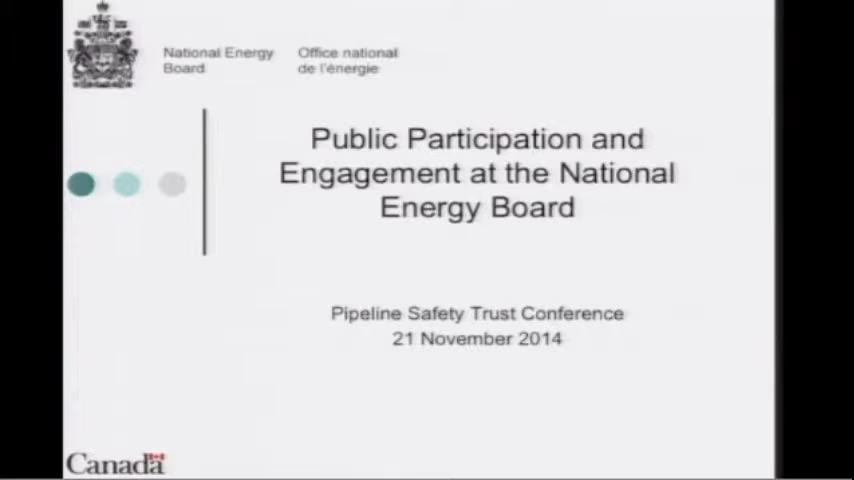 National Energy Board
Office national de l'énergie
Public Participation and
Engagement at the National
Energy Board
Pipeline Safety Trust Conference
21 November 2014
Canada